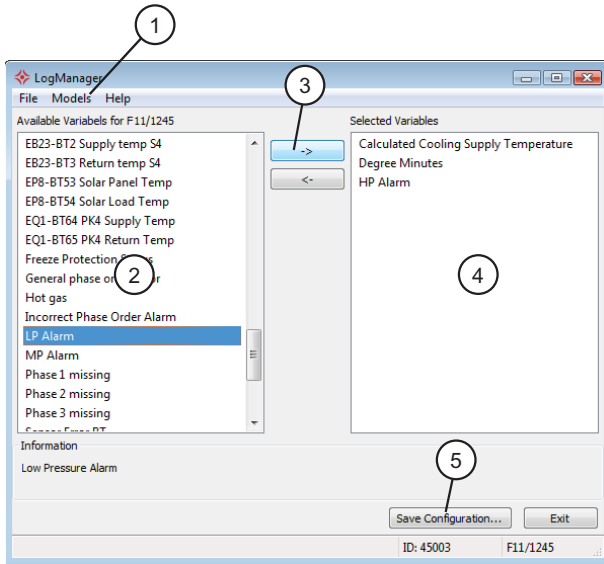 1
LogManager
3
File Models Help
Available Variabels for F11/1245
Selected Variables
EB23-BT2 Supply temp S4
EB23-BT3 Return temp S4
EP8-BT53 Solar Panel Temp
EP8-BT54 Solar Load Temp
EQ1-BT64 PK4 Supply Temp
EQ1-BT65 PK4 Return Temp
Freeze Protection
General phase
Hot gas
Incorrect Phase Order Alarm
LP Alarm
MP Alarm
Phase 1 missing
Phase 2 missing
Phase 3 missing
Sensor Error BT
2
->
<-
Calculated Cooling Supply Temperature
Degree Minutes
HP Alarm
4
Information
Low Pressure Alarm
5
Save Configuration... Exit
ID: 45003 F11/1245